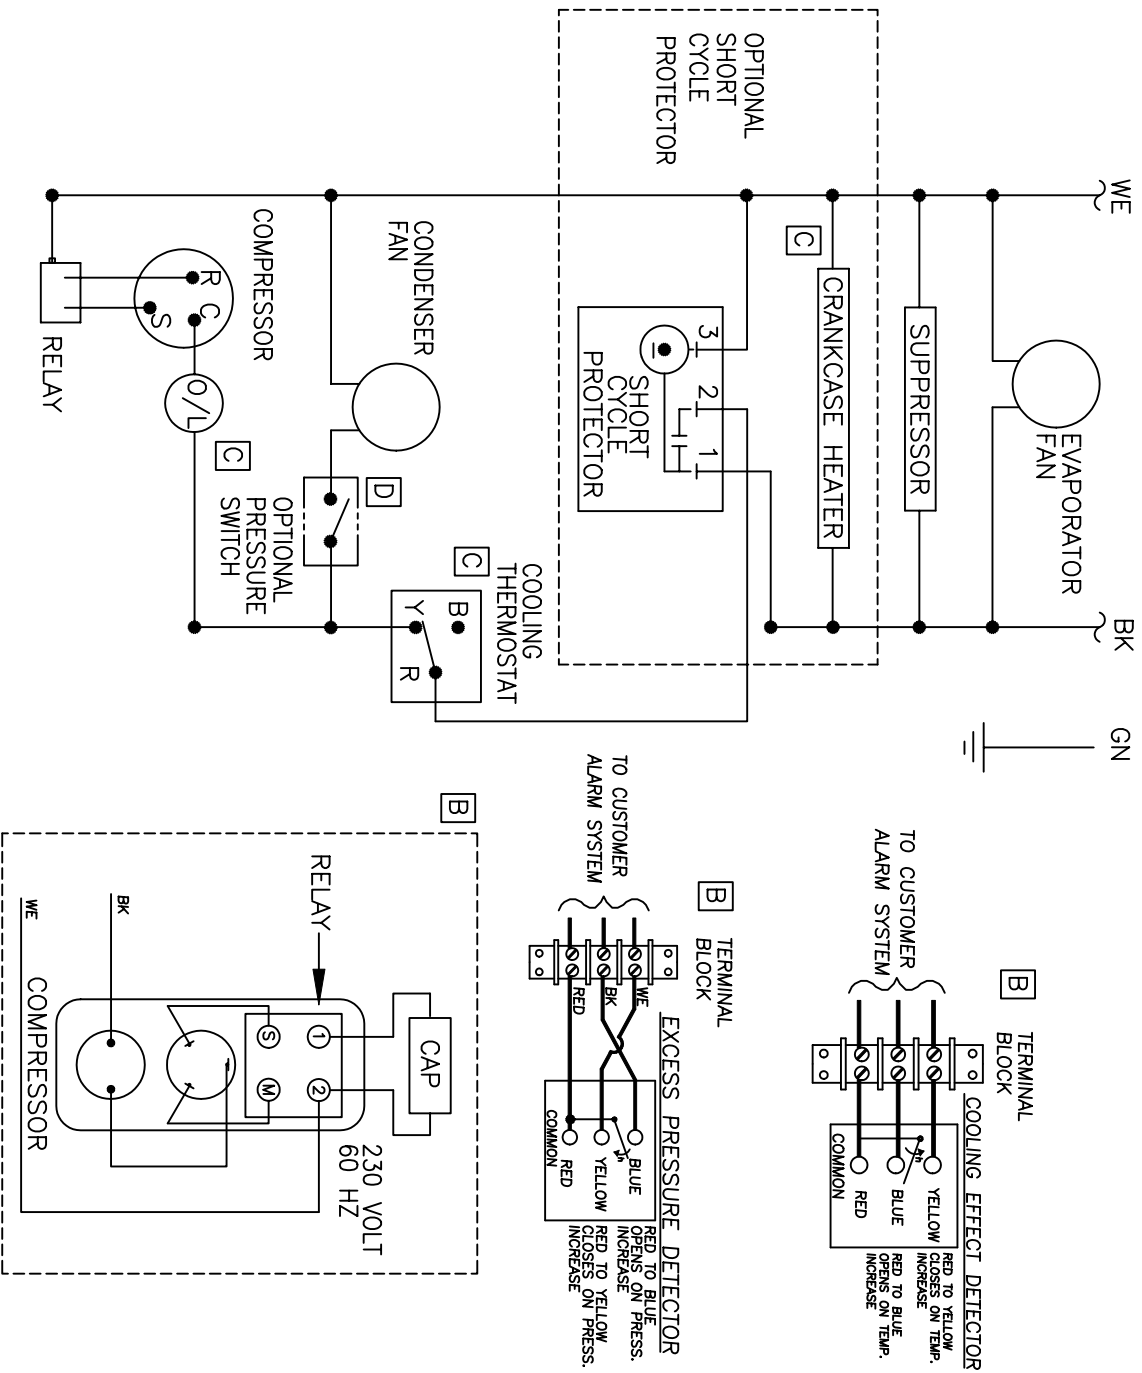 WE
BK
GN
EVAPORATOR
FAN
SUPPRESSOR
C
CRANKCASE HEATER
OPTIONAL
SHORT
CYCLE
PROTECTOR
3
2
1
SHORT
CYCLE
PROTECTOR
COOLING
THERMOSTAT
C
B
Y
R
CONDENSER
FAN
D
OPTIONAL
PRESSURE
SWITCH
COMPRESSOR
R
C
S
O/L
C
RELAY
B
TERMINAL
BLOCK
TO CUSTOMER
ALARM SYSTEM
COOLING EFFECT DETECTOR
YELLOW
BLUE
RED
COMMON
RED TO YELLOW
CLOSES ON TEMP.
INCREASE
RED TO BLUE
OPENS ON TEMP.
INCREASE
B
TERMINAL
BLOCK
TO CUSTOMER
ALARM SYSTEM
EXCESS PRESSURE DETECTOR
WE
BK
RED
BLUE
YELLOW
RED
COMMON
RED TO BLUE
OPENS ON PRESS.
INCREASE
RED TO YELLOW
CLOSES ON PRESS.
INCREASE
B
RELAY
CAP
1
2
S
M
230 VOLT
60 HZ
BK
WE
COMPRESSOR